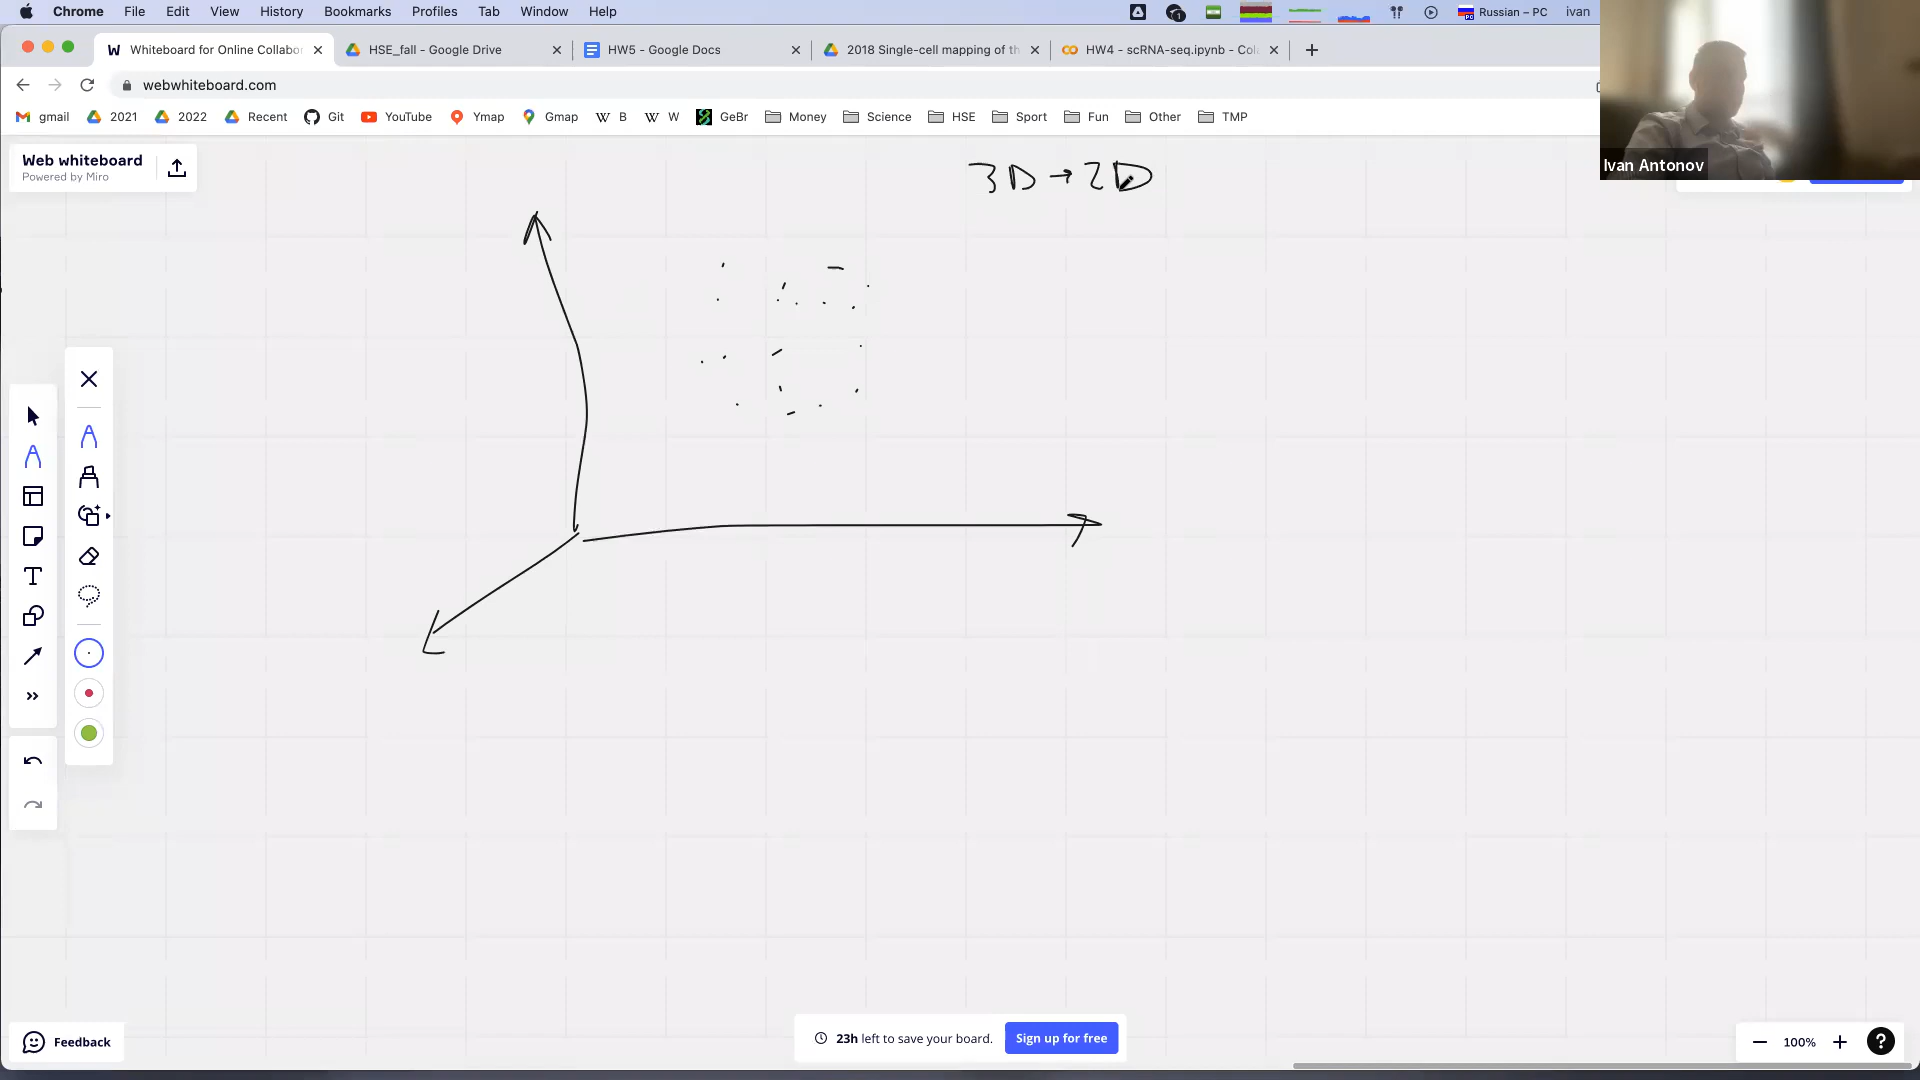 Chrome File Edit View History Bookmarks Profiles Tab Window Help
1 Russian – PC ivan
W Whiteboard for Online Collabor
HSE_fall - Google Drive
HW5 - Google Docs
2018 Single-cell mapping of th
HW4 - scRNA-seq.ipynb - Col
webwhiteboard.com
gmail 2021 2022 Recent Git YouTube Ymap Gmap W B W W GeBr Money Science HSE Sport Fun Other TMP
Ivan Antonov
Web whiteboard
Powered by Miro
3D → 2D
T
Feedback
23h left to save your board.
Sign up for free
100%
?